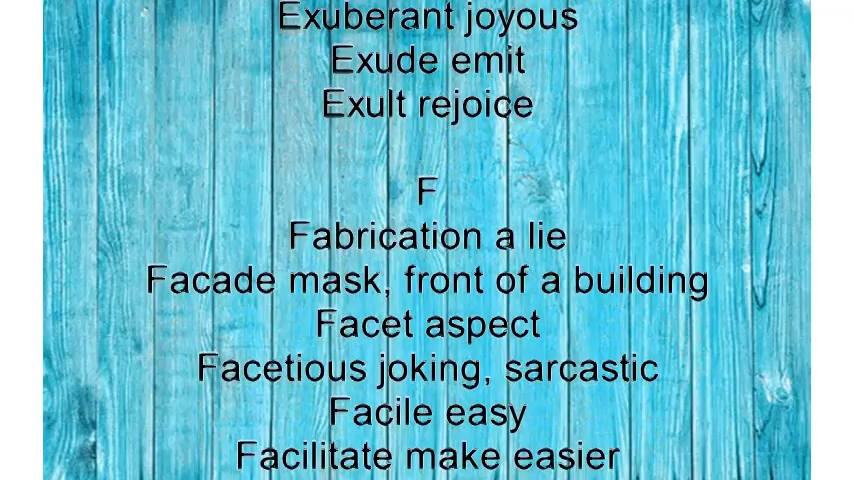 Exuberant joyous
Exude emit
Exult rejoice
F
Fabrication a lie
Facade mask, front of a building
Facet aspect
Facetious joking, sarcastic
Facile easy
Facilitate make easier